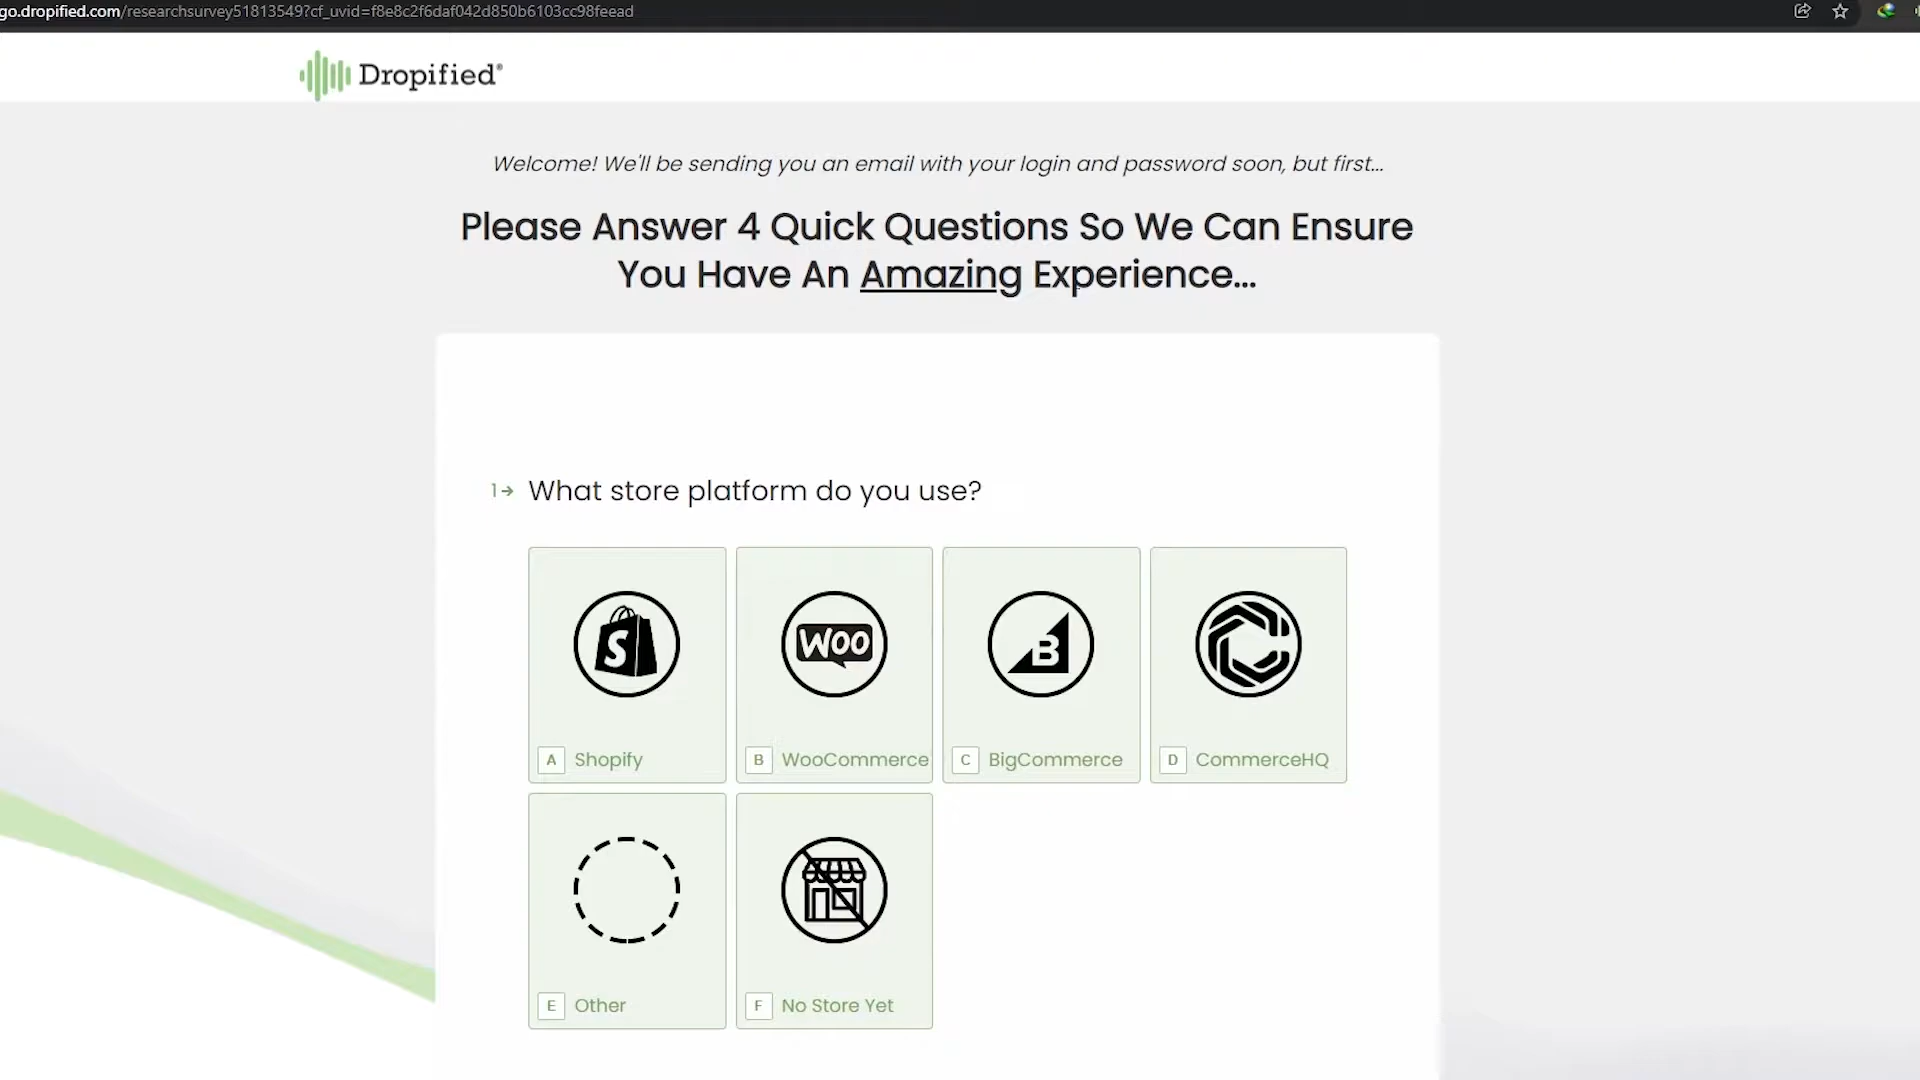 go.dropified.com/researchsurvey51813549?cf_uvid=f8e8c2f6daf042d850b6103cc98feead
Dropified®
Welcome! We'll be sending you an email with your login and password soon, but first...
Please Answer 4 Quick Questions So We Can Ensure
You Have An Amazing Experience...
1 → What store platform do you use?
S
WOO
B
C
A Shopify
B WooCommerce
C BigCommerce
D CommerceHQ
E Other
F No Store Yet